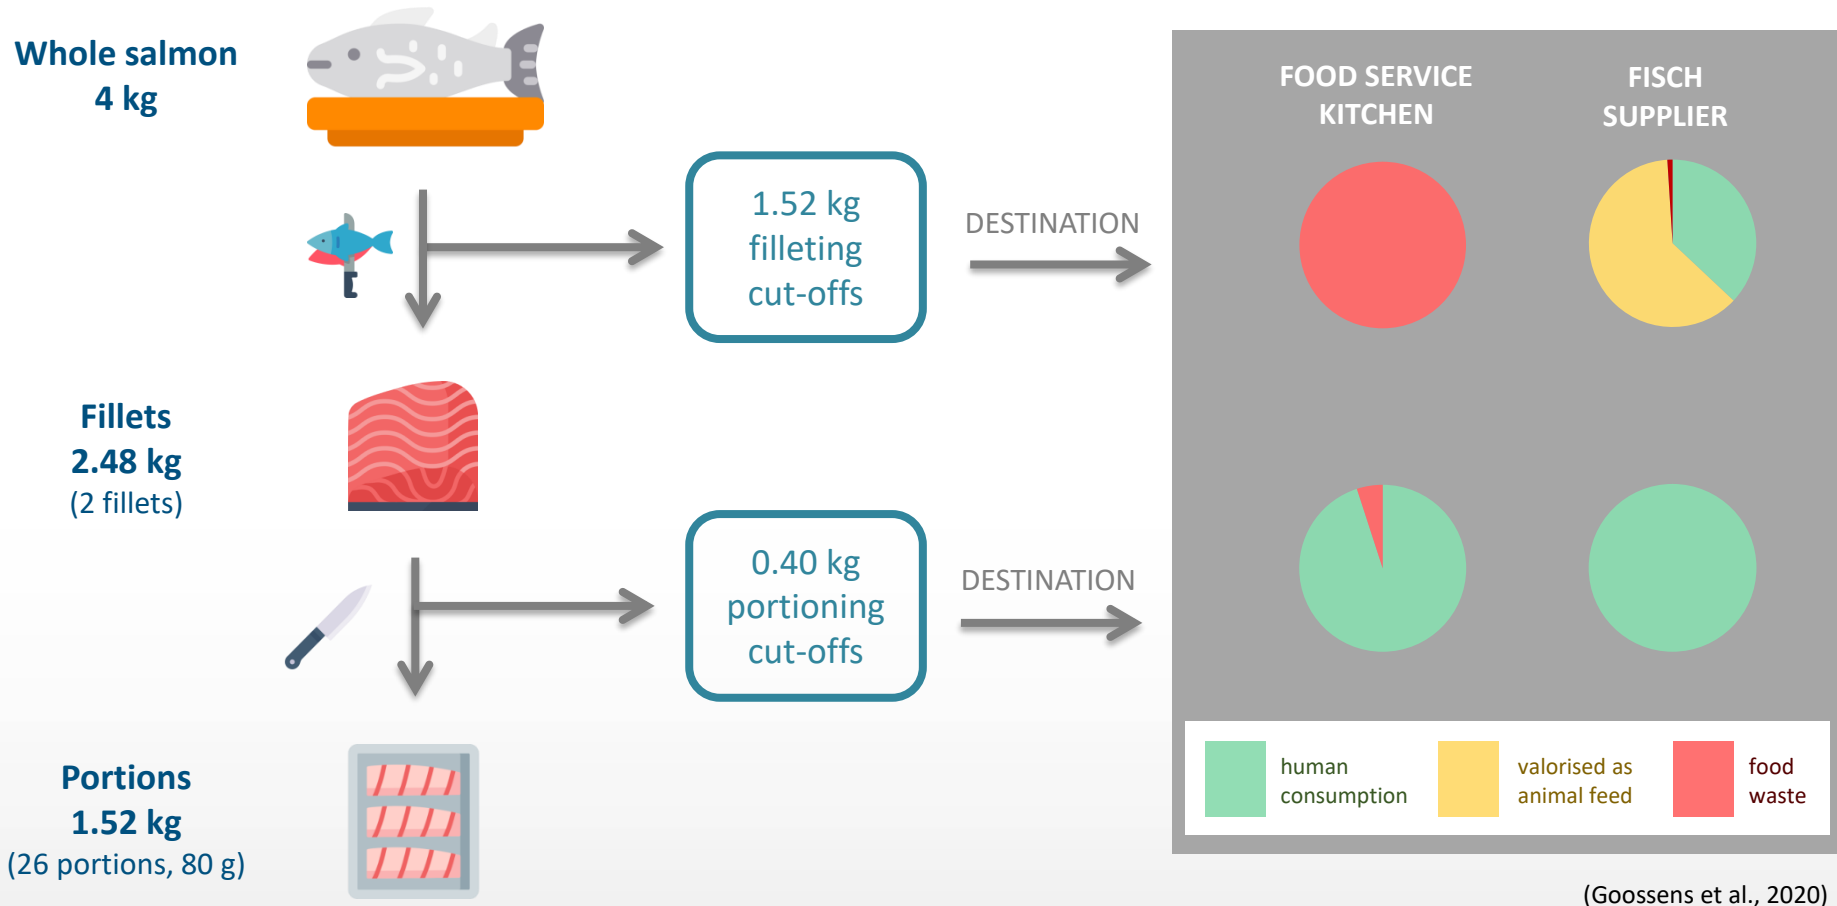 Whole salmon
4 kg
1.52 kg
filleting
cut-offs
DESTINATION
Fillets
2.48 kg
(2 fillets)
0.40 kg
portioning
cut-offs
DESTINATION
Portions
1.52 kg
(26 portions, 80 g)
FOOD SERVICE
KITCHEN
FISCH
SUPPLIER
human
consumption
valorised as
animal feed
food
waste
(Goossens et al., 2020)